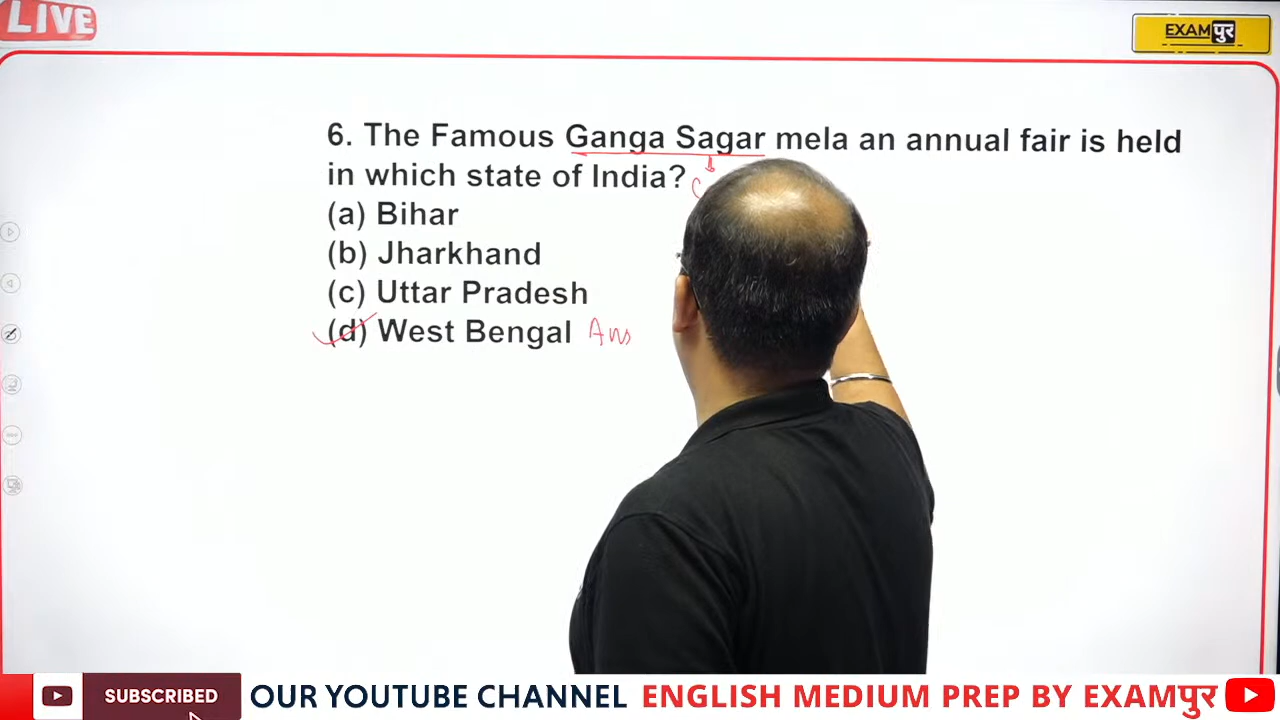 LIVE
EXAMपुर
6. The Famous Ganga Sagar mela an annual fair is held
in which state of India?
(a) Bihar
(b) Jharkhand
(c) Uttar Pradesh
(d) West Bengal Ans
SUBSCRIBED OUR YOUTUBE CHANNEL ENGLISH MEDIUM PREP BY EXAMपुर